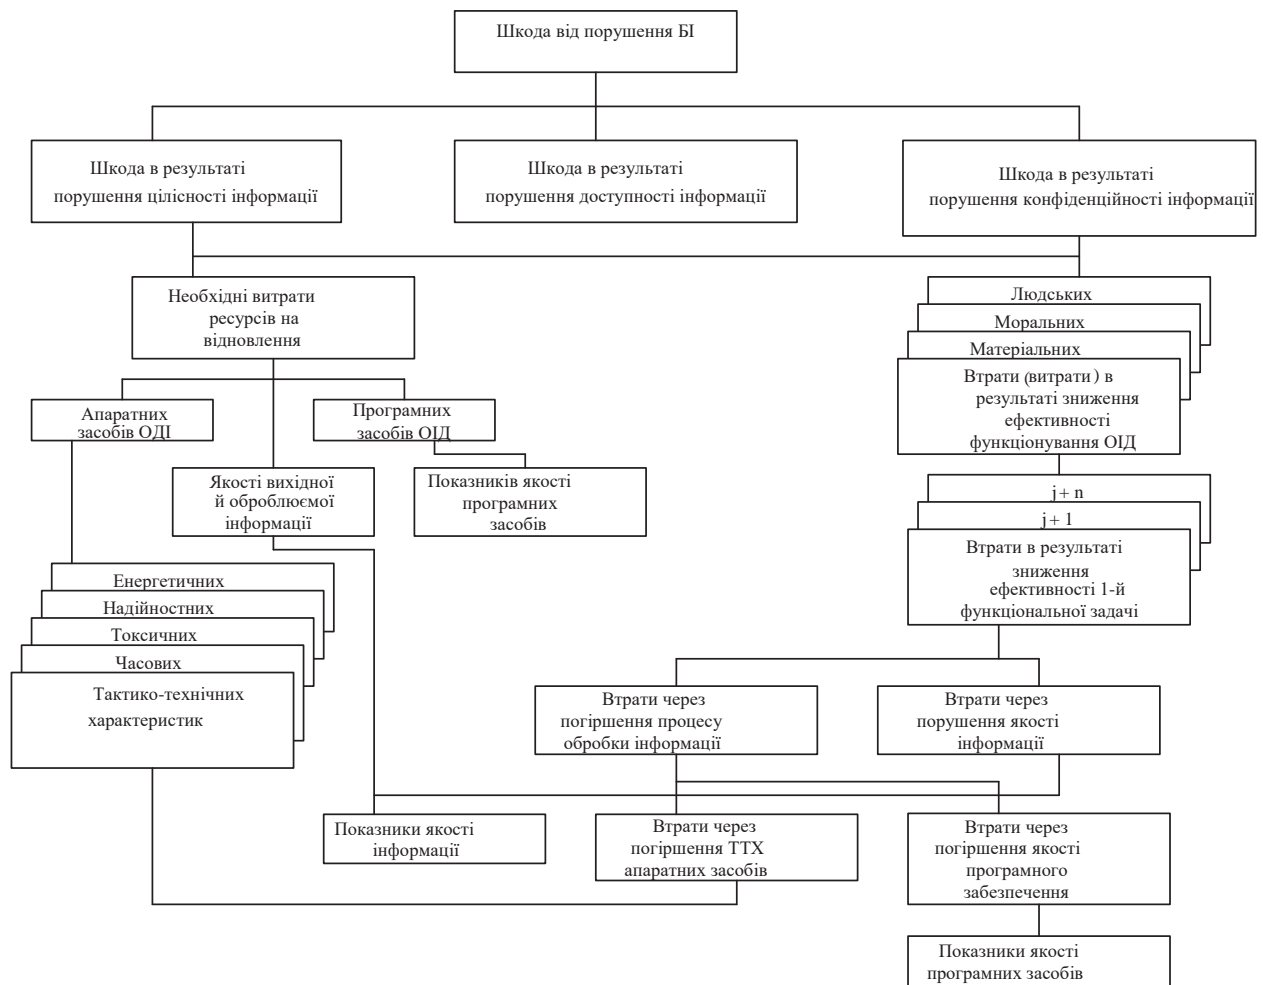 Шкода від порушення БІ
Шкода в результаті
порушення цілісності інформації
Шкода в результаті
порушення доступності інформації
Шкода в результаті
порушення конфіденційності інформації
Необхідні витрати
ресурсів на
відновлення
Людських
Моральних
Матеріальних
Втрати (витрати ) в
результаті зниження
ефективності
функціонування ОІД
Апаратних
засобів ОДІ
Програмних
засобів ОІД
Якості вихідної
й оброблюємої
інформації
Показників якості
програмних
засобів
j + n
j + 1
Втрати в результаті
зниження
ефективності 1-й
функціональної задачі
Енергетичних
Надійностних
Токсичних
Часових
Тактико-технічних
характеристик
Втрати через
погіршення процесу
обробки інформації
Втрати через
порушення якості
інформації
Показники якості
інформації
Втрати через
погіршення ТТХ
апаратних засобів
Втрати через
погіршення якості
програмного
забезпечення
Показники якості
програмних засобів